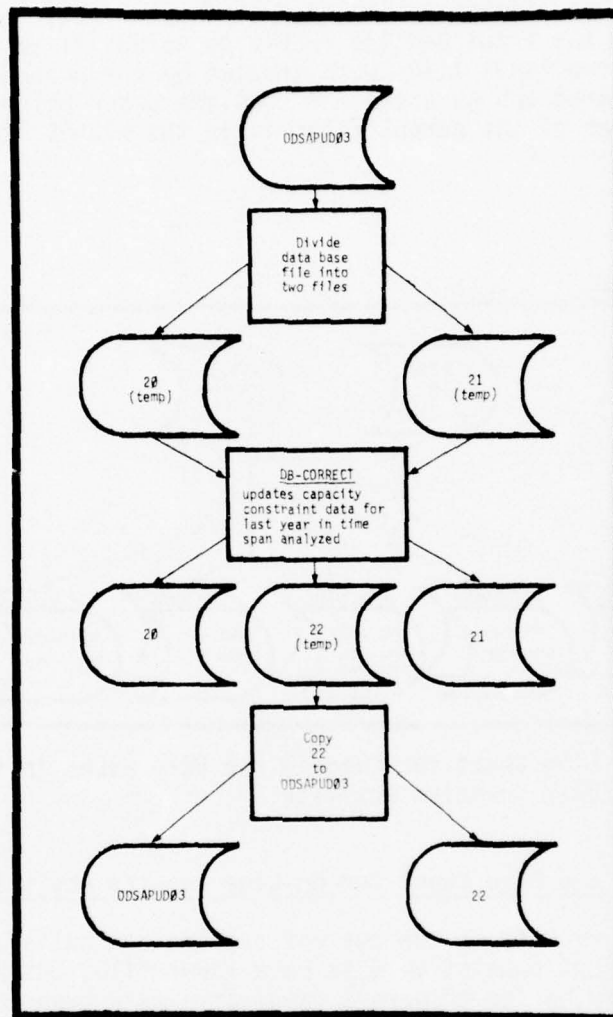 ODSAPUDØ3
Divide
data base
file into
two files
2Ø
(temp)
21
(temp)
DB-CORRECT
updates capacity
constraint data for
last year in time
span analyzed
2Ø
22
(temp)
21
Copy
22
to
ODSAPUDØ3
ODSAPUDØ3
22